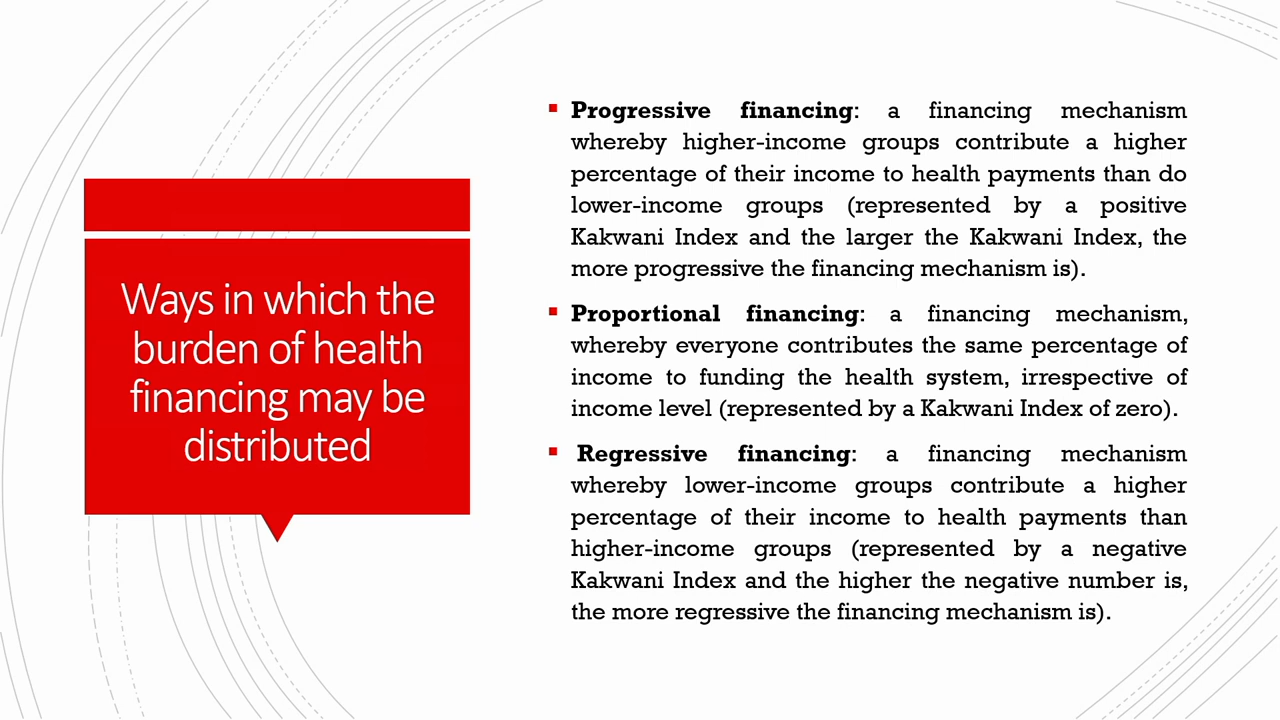 Ways in which the
burden of health
financing may be
distributed
▪ Progressive financing: a financing mechanism
whereby higher-income groups contribute a higher
percentage of their income to health payments than do
lower-income groups (represented by a positive
Kakwani Index and the larger the Kakwani Index, the
more progressive the financing mechanism is).
▪ Proportional financing: a financing mechanism,
whereby everyone contributes the same percentage of
income to funding the health system, irrespective of
income level (represented by a Kakwani Index of zero).
▪ Regressive financing: a financing mechanism
whereby lower-income groups contribute a higher
percentage of their income to health payments than
higher-income groups (represented by a negative
Kakwani Index and the higher the negative number is,
the more regressive the financing mechanism is).